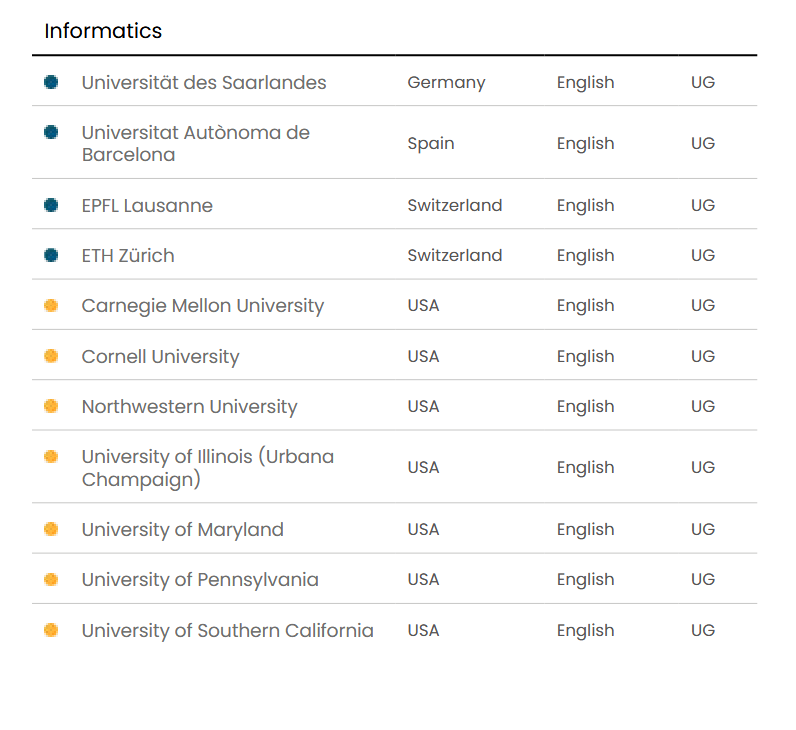 Informatics
Universität des Saarlandes Germany English UG
Universitat Autònoma de
Barcelona Spain English UG
EPFL Lausanne Switzerland English UG
ETH Zürich Switzerland English UG
Carnegie Mellon University USA English UG
Cornell University USA English UG
Northwestern University USA English UG
University of Illinois (Urbana
Champaign) USA English UG
University of Maryland USA English UG
University of Pennsylvania USA English UG
University of Southern California USA English UG